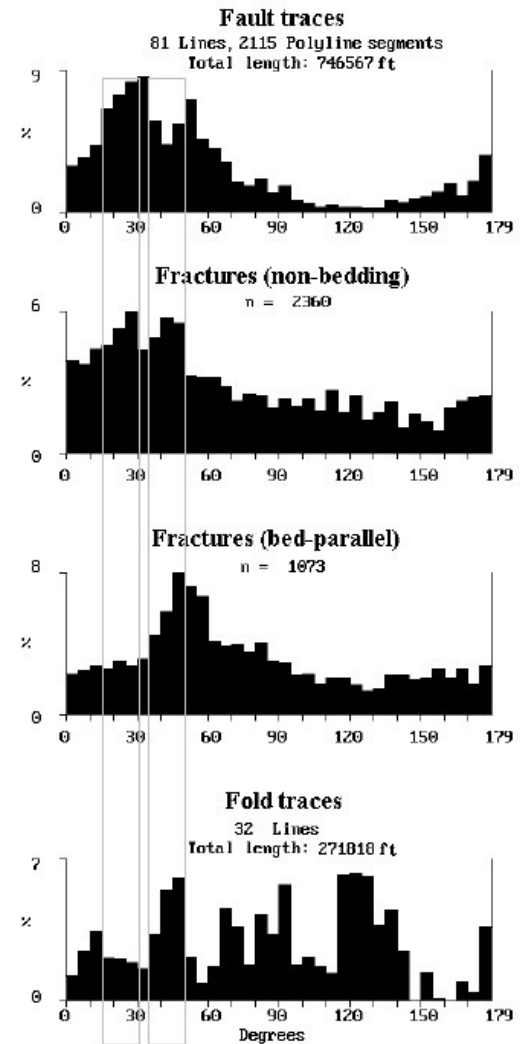 Fault traces
81 Lines, 2115 Polyline segments
Total length: 746567 ft
9
%
0
0 30 60 90 120 150 179
Fractures (non-bedding)
n = 2360
6
%
0
0 30 60 90 120 150 179
Fractures (bed-parallel)
n = 1073
8
%
0
0 30 60 90 120 150 179
Fold traces
32 Lines
Total length: 271818 ft
7
%
0
0 30 60 90 120 150 179
Degrees